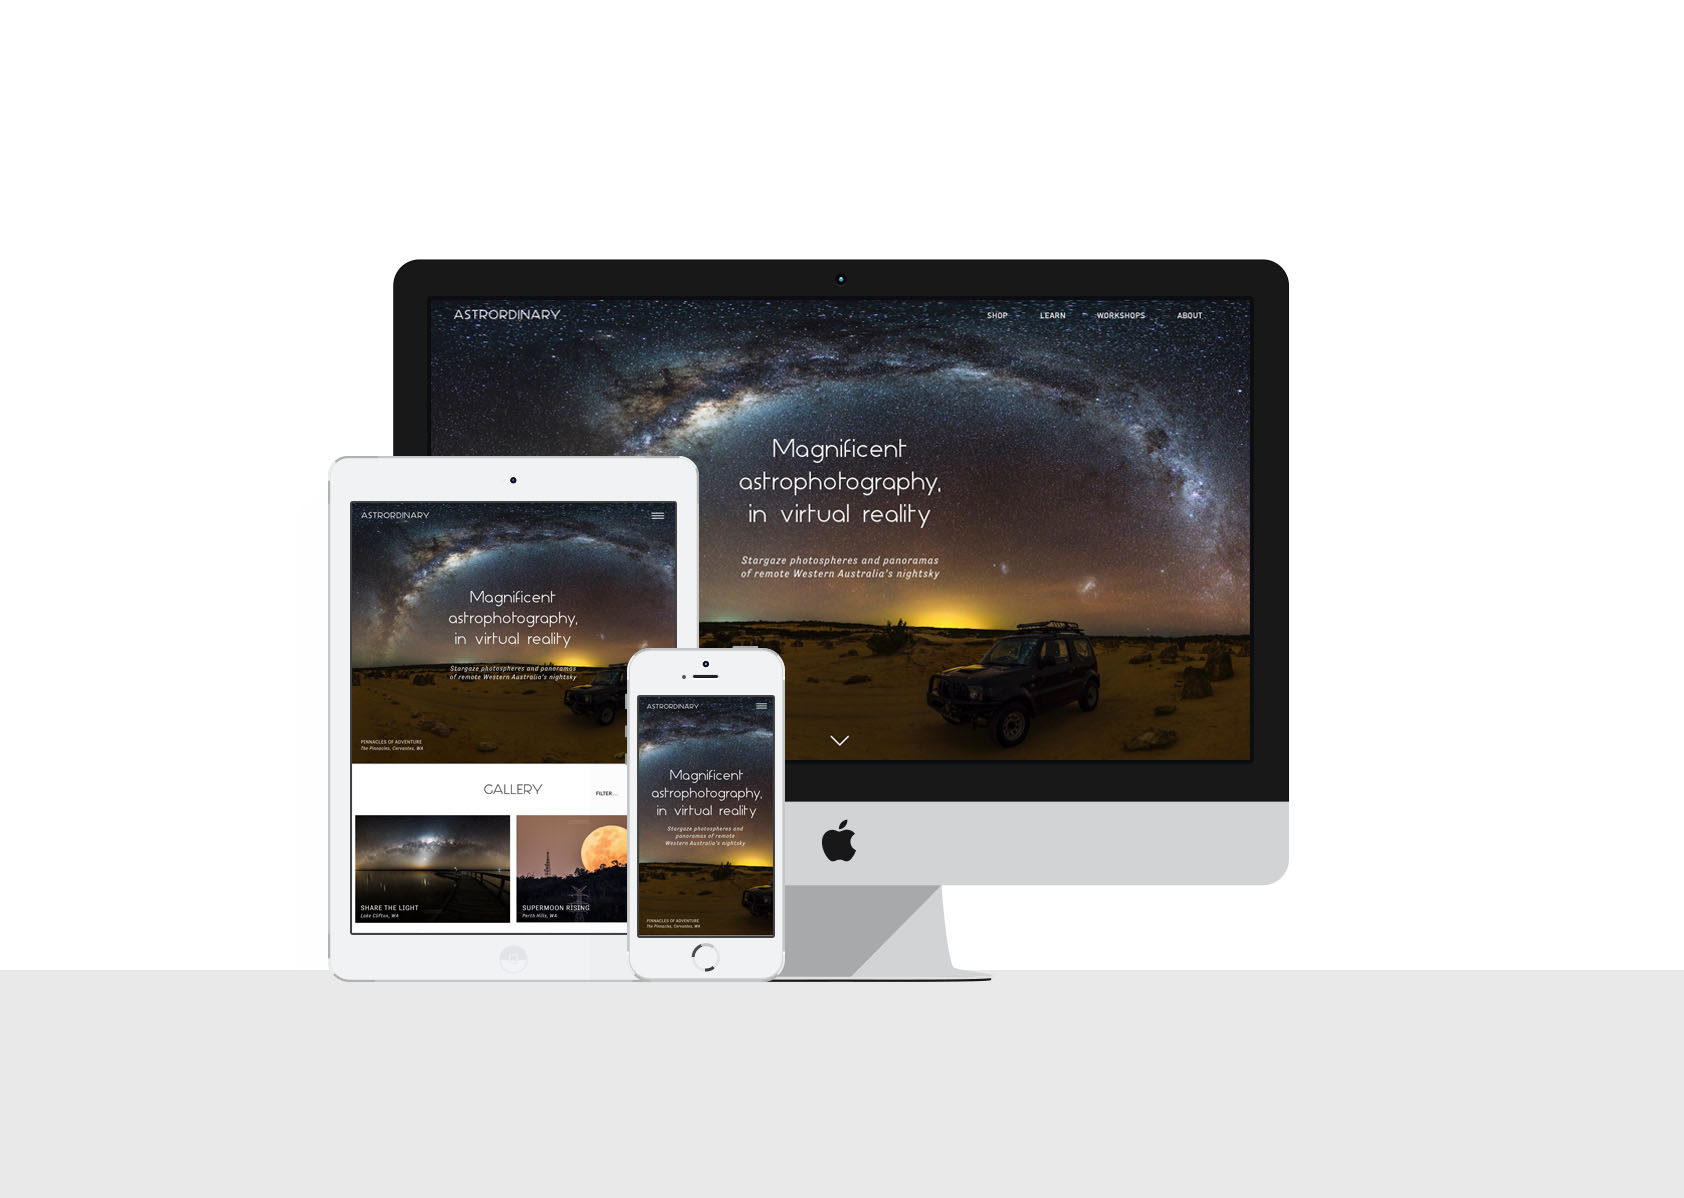 ASTRORDINARY
SHOP LEARN WORKSHOPS ABOUT
Magnificent
astrophotography,
in virtual reality
Stargaze photospheres and panoramas
of remote Western Australia's nightsky
ASTRORDINARY
Magnificent
astrophotography,
in virtual reality
Stargaze photospheres and panoramas
of remote Western Australia's nightsky
PINNACLES OF ADVENTURE
The Pinnacles, Cervantes, WA
GALLERY
FILTER...
SHARE THE LIGHT
Lake Clifton, WA
SUPERMOON RISING
Perth Hills, WA
ASTRORDINARY
Magnificent
astrophotography,
in virtual reality
Stargaze photospheres and
panoramas of remote
Western Australia's nightsky
PINNACLES OF ADVENTURE
The Pinnacles, Cervantes, WA